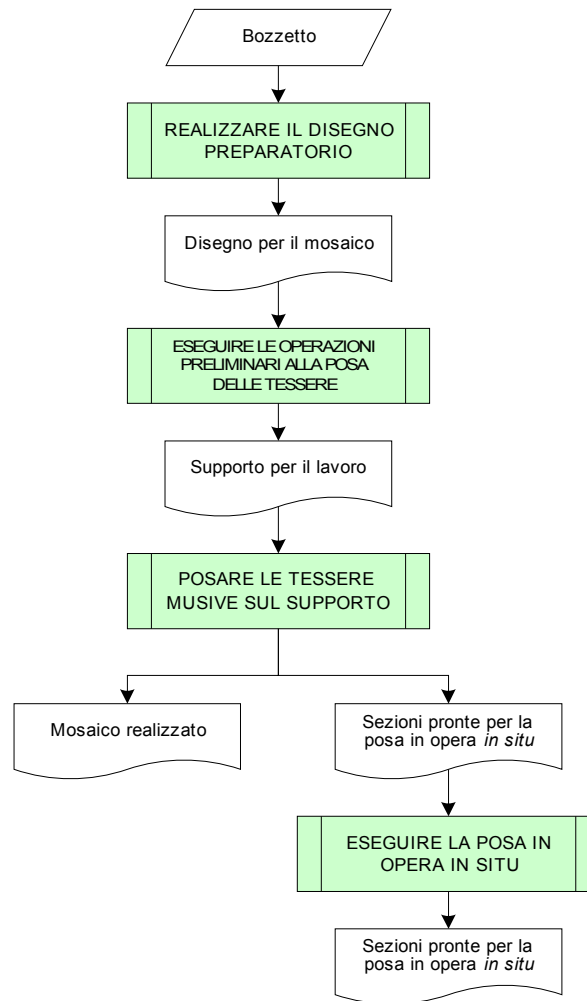 Bozzetto
REALIZZARE IL DISEGNO
PREPARATORIO
Disegno per il mosaico
ESEGUIRE LE OPERAZIONI
PRELIMINARI ALLA POSA
DELLE TESSERE
Supporto per il lavoro
POSARE LE TESSERE
MUSIVE SUL SUPPORTO
Mosaico realizzato
Sezioni pronte per la
posa in opera in situ
ESEGUIRE LA POSA IN
OPERA IN SITU
Sezioni pronte per la
posa in opera in situ